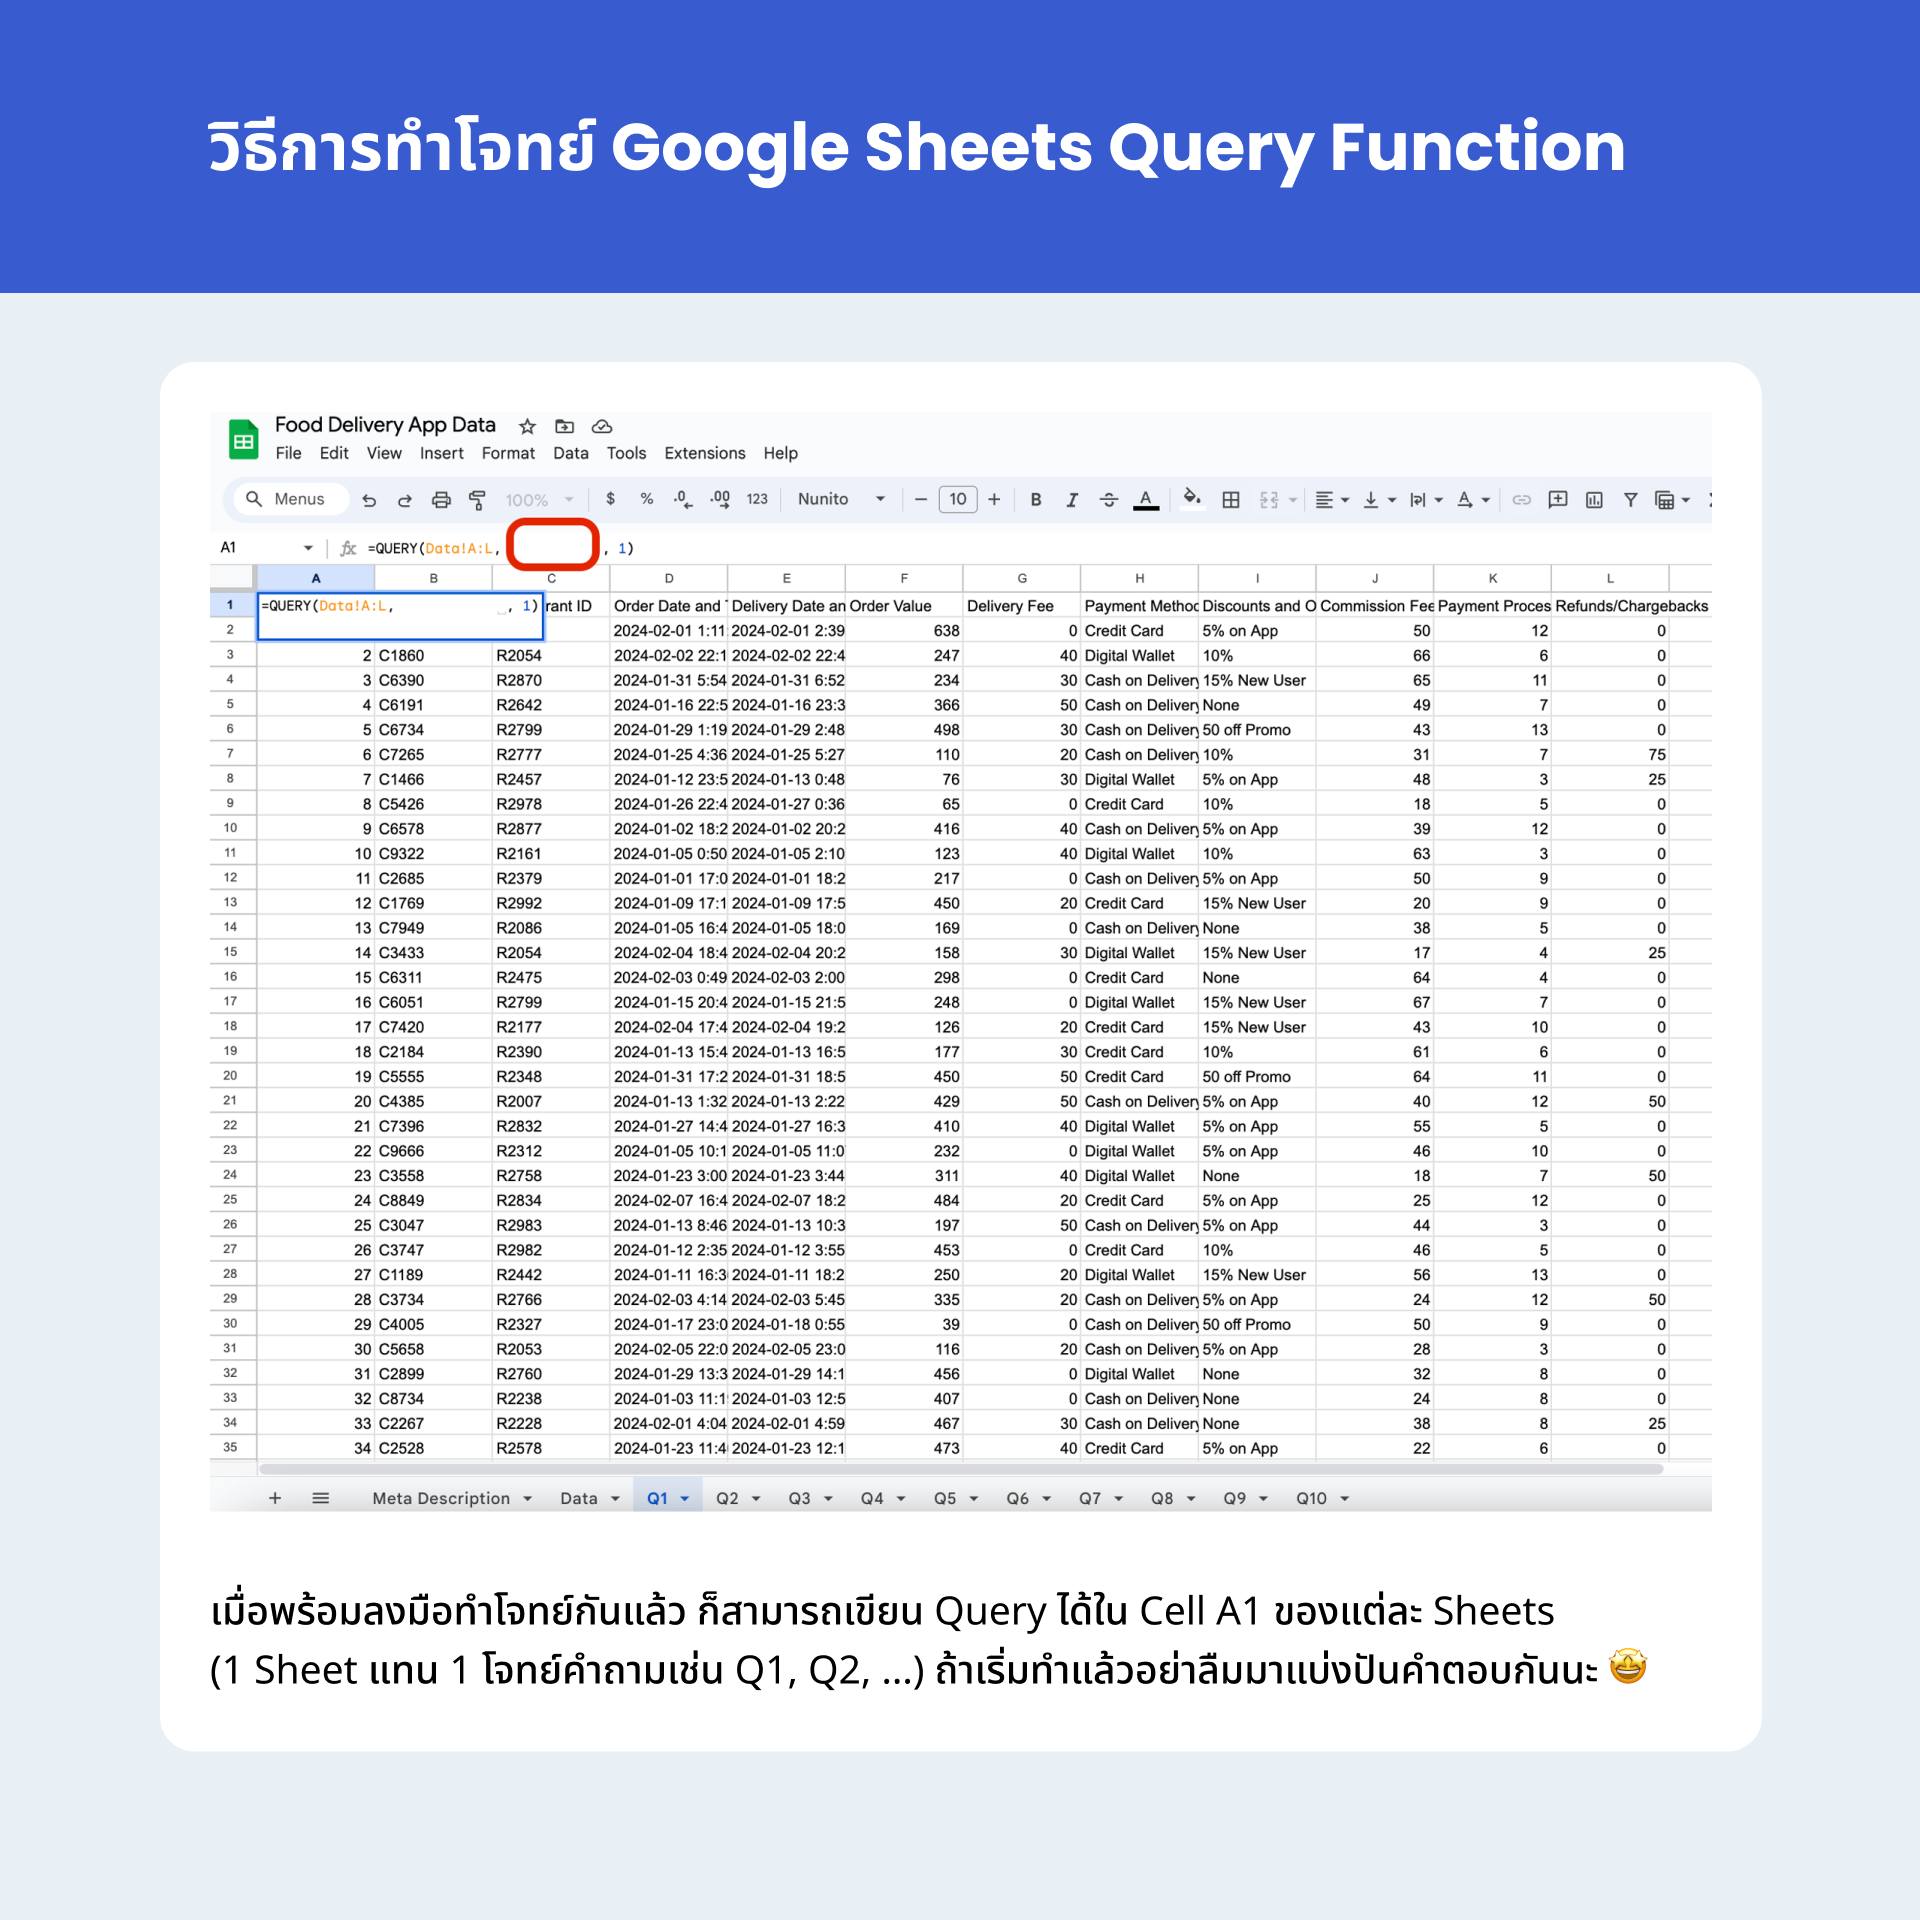 วิธีการทำโจทย์ Google Sheets Query Function
Food Delivery App Data
File Edit View Insert Format Data Tools Extensions Help
Menus 100% $ % .0 .00 123 Nunito 10 B I A
A1 fx =QUERY(Data!A:L, , 1)
A B C D E F G H I J K L
1 =QUERY(Data!A:L, , 1) rant ID Order Date and Delivery Date an Order Value Delivery Fee Payment Method Discounts and O Commission Fee Payment Proces Refunds/Chargebacks
2 2024-02-01 1:11 2024-02-01 2:39 638 0 Credit Card 5% on App 50 12 0
3 2 C1860 R2054 2024-02-02 22:1 2024-02-02 22:4 247 40 Digital Wallet 10% 66 6 0
4 3 C6390 R2870 2024-01-31 5:54 2024-01-31 6:52 234 30 Cash on Delivery 15% New User 65 11 0
5 4 C6191 R2642 2024-01-16 22:5 2024-01-16 23:3 366 50 Cash on Delivery None 49 7 0
6 5 C6734 R2799 2024-01-29 1:19 2024-01-29 2:48 498 30 Cash on Delivery 50 off Promo 43 13 0
7 6 C7265 R2777 2024-01-25 4:36 2024-01-25 5:27 110 20 Cash on Delivery 10% 31 7 75
8 7 C1466 R2457 2024-01-12 23:5 2024-01-13 0:48 76 30 Digital Wallet 5% on App 48 3 25
9 8 C5426 R2978 2024-01-26 22:4 2024-01-27 0:36 65 0 Credit Card 10% 18 5 0
10 9 C6578 R2877 2024-01-02 18:2 2024-01-02 20:2 416 40 Cash on Delivery 5% on App 39 12 0
11 10 C9322 R2161 2024-01-05 0:50 2024-01-05 2:10 123 40 Digital Wallet 10% 63 3 0
12 11 C2685 R2379 2024-01-01 17:0 2024-01-01 18:2 217 0 Cash on Delivery 5% on App 50 9 0
13 12 C1769 R2992 2024-01-09 17:1 2024-01-09 17:5 450 20 Credit Card 15% New User 20 9 0
14 13 C7949 R2086 2024-01-05 16:4 2024-01-05 18:0 169 0 Cash on Delivery None 38 5 0
15 14 C3433 R2054 2024-02-04 18:4 2024-02-04 20:2 158 30 Digital Wallet 15% New User 17 4 25
16 15 C6311 R2475 2024-02-03 0:49 2024-02-03 2:00 298 0 Credit Card None 64 4 0
17 16 C6051 R2799 2024-01-15 20:4 2024-01-15 21:5 248 0 Digital Wallet 15% New User 67 7 0
18 17 C7420 R2177 2024-02-04 17:4 2024-02-04 19:2 126 20 Credit Card 15% New User 43 10 0
19 18 C2184 R2390 2024-01-13 15:4 2024-01-13 16:5 177 30 Credit Card 10% 61 6 0
20 19 C5555 R2348 2024-01-31 17:2 2024-01-31 18:5 450 50 Credit Card 50 off Promo 64 11 0
21 20 C4385 R2007 2024-01-13 1:32 2024-01-13 2:22 429 50 Cash on Delivery 5% on App 40 12 50
22 21 C7396 R2832 2024-01-27 14:4 2024-01-27 16:3 410 40 Digital Wallet 5% on App 55 5 0
23 22 C9666 R2312 2024-01-05 10:1 2024-01-05 11:0 232 0 Digital Wallet 5% on App 46 10 0
24 23 C3558 R2758 2024-01-23 3:00 2024-01-23 3:44 311 40 Digital Wallet None 18 7 50
25 24 C8849 R2834 2024-02-07 16:4 2024-02-07 18:2 484 20 Credit Card 5% on App 25 12 0
26 25 C3047 R2983 2024-01-13 8:46 2024-01-13 10:3 197 50 Cash on Delivery 5% on App 44 3 0
27 26 C3747 R2982 2024-01-12 2:35 2024-01-12 3:55 453 0 Credit Card 10% 46 5 0
28 27 C1189 R2442 2024-01-11 16:3 2024-01-11 18:2 250 20 Digital Wallet 15% New User 56 13 0
29 28 C3734 R2766 2024-02-03 4:14 2024-02-03 5:45 335 20 Cash on Delivery 5% on App 24 12 50
30 29 C4005 R2327 2024-01-17 23:0 2024-01-18 0:55 39 0 Cash on Delivery 50 off Promo 50 9 0
31 30 C5658 R2053 2024-02-05 22:0 2024-02-05 23:0 116 20 Cash on Delivery 5% on App 28 3 0
32 31 C2899 R2760 2024-01-29 13:3 2024-01-29 14:1 456 0 Digital Wallet None 32 8 0
33 32 C8734 R2238 2024-01-03 11:1 2024-01-03 12:5 407 0 Cash on Delivery None 24 8 0
34 33 C2267 R2228 2024-02-01 4:04 2024-02-01 4:59 467 30 Cash on Delivery None 38 8 25
35 34 C2528 R2578 2024-01-23 11:4 2024-01-23 12:1 473 40 Credit Card 5% on App 22 6 0
Meta Description Data Q1 Q2 Q3 Q4 Q5 Q6 Q7 Q8 Q9 Q10
เมื่อพร้อมลงมือทำโจทย์กันแล้ว ก็สามารถเขียน Query ได้ใน Cell A1 ของแต่ละ Sheets
(1 Sheet แทน 1 โจทย์คำถามเช่น Q1, Q2, ...) ถ้าเริ่มทำแล้วอย่าลืมมาแบ่งปันคำตอบกันนะ 🤩